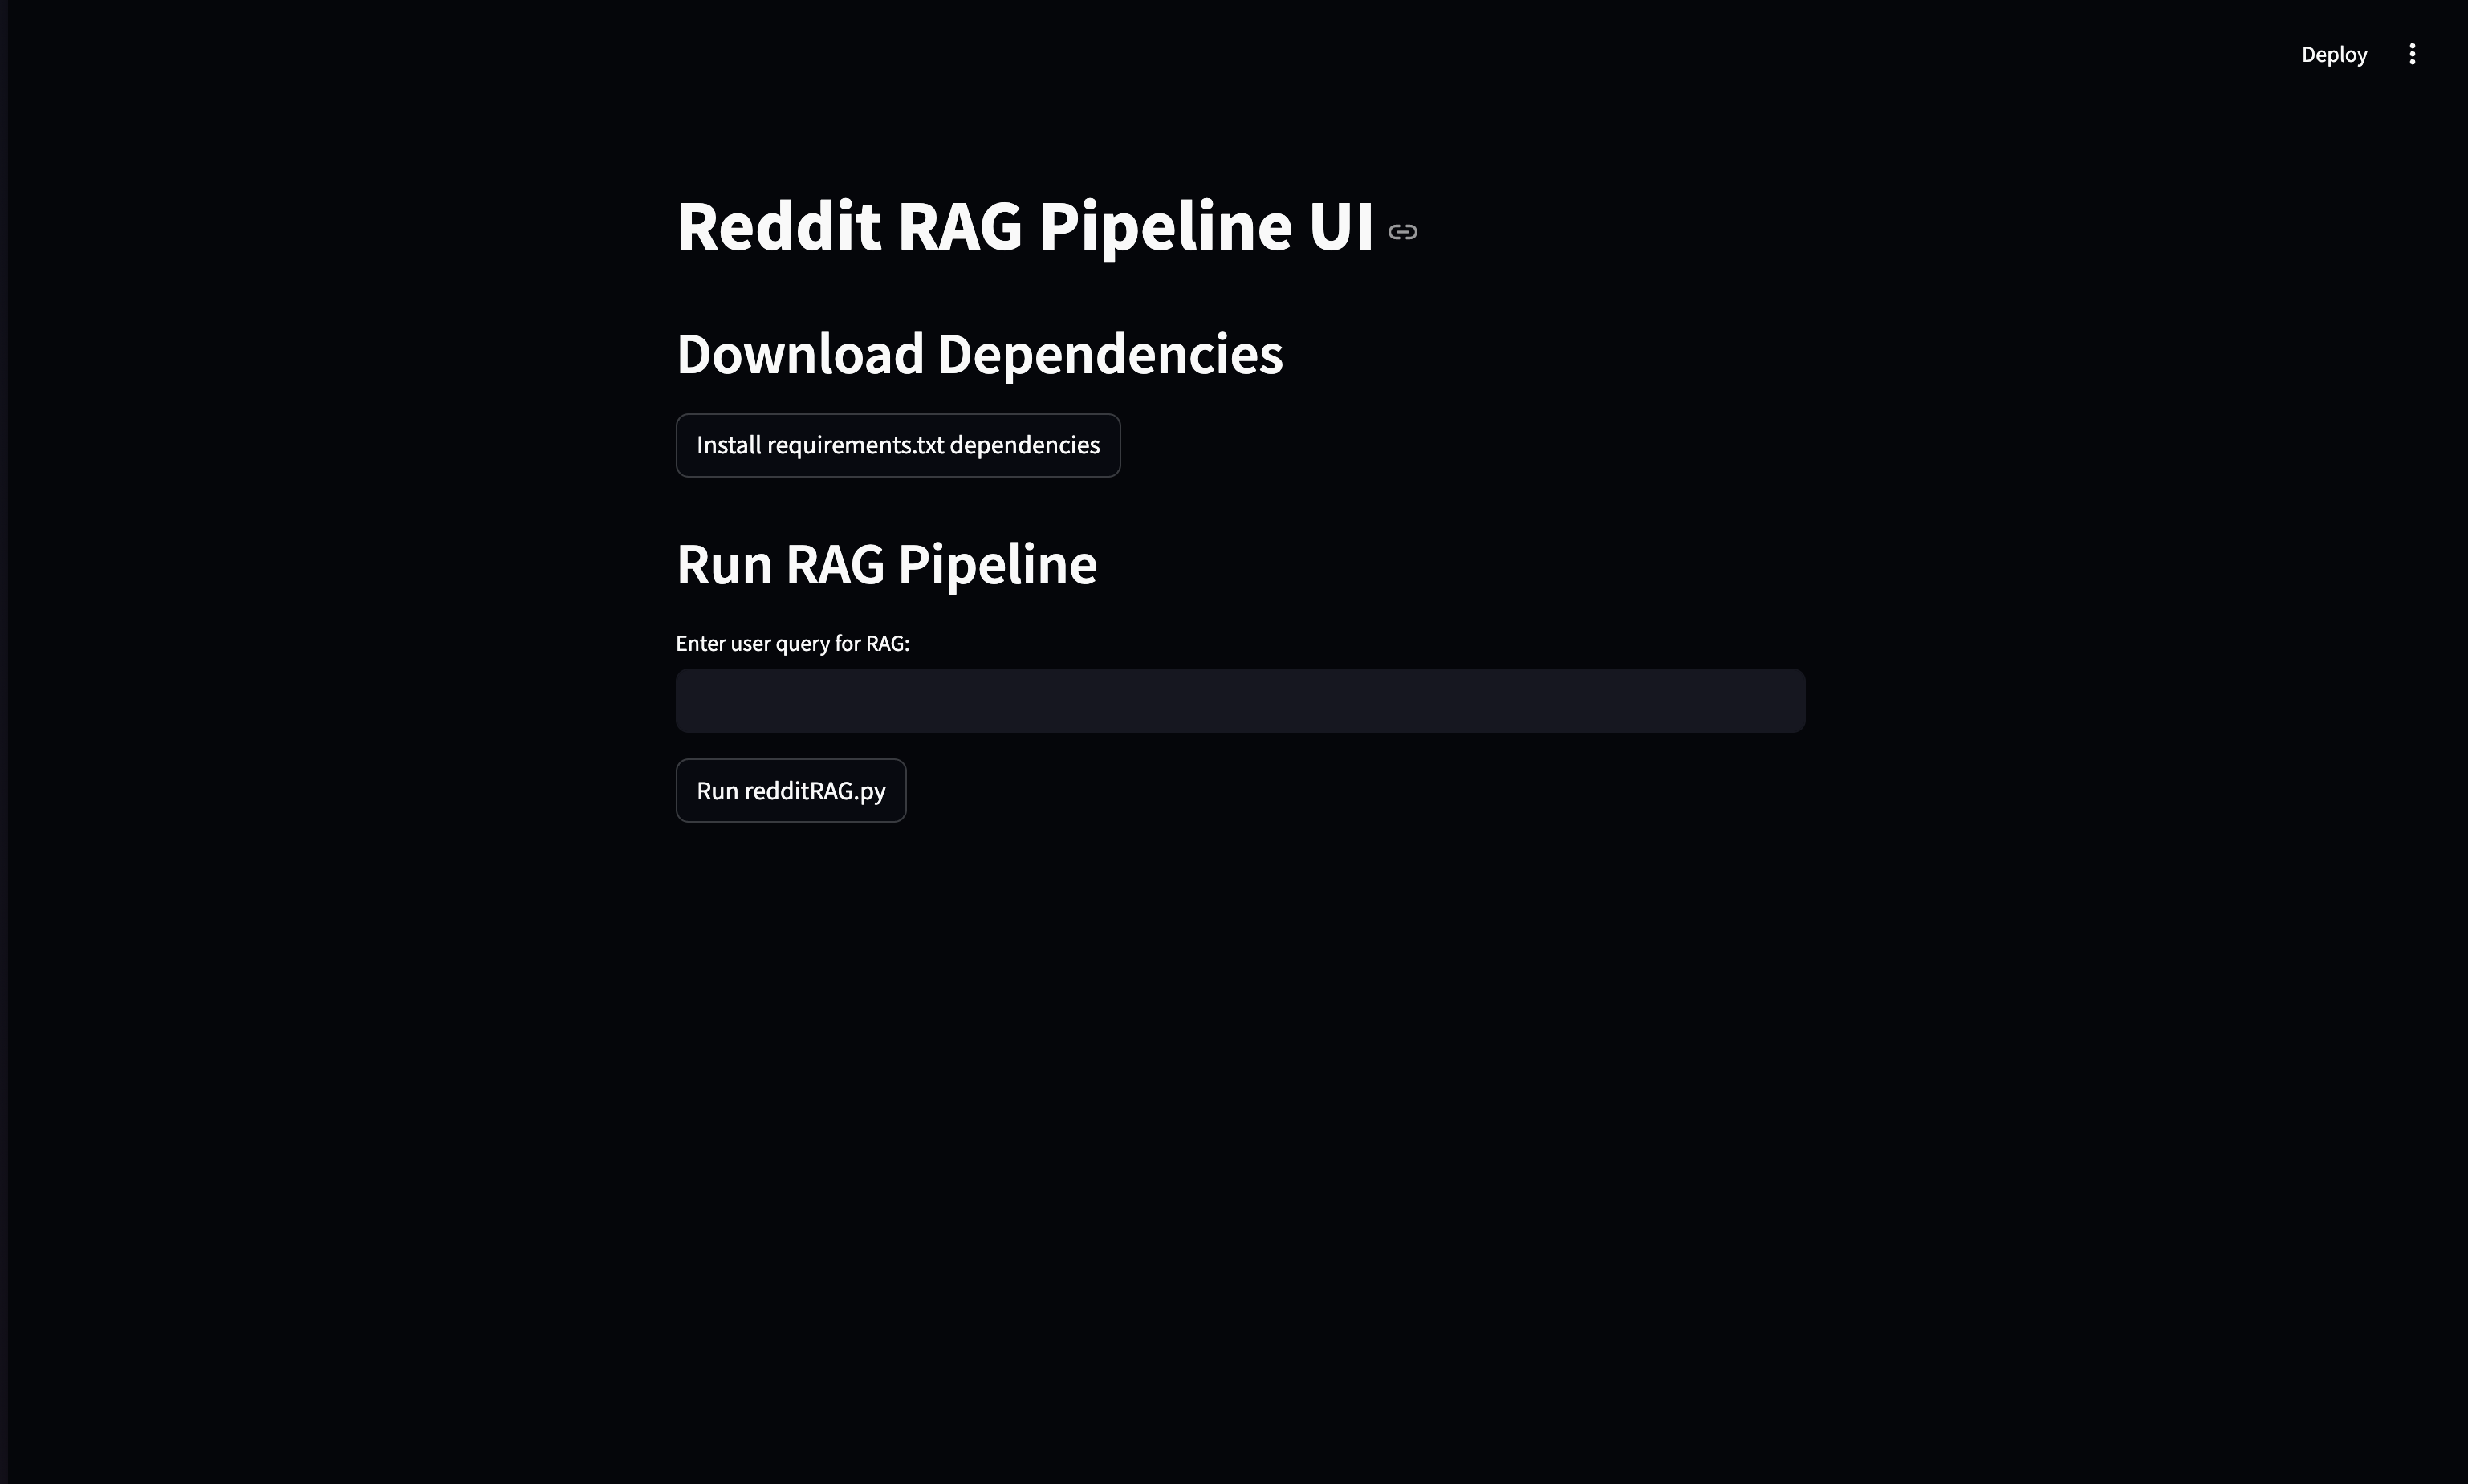 Deploy
Reddit RAG Pipeline UI
Download Dependencies
Install requirements.txt dependencies
Run RAG Pipeline
Enter user query for RAG:
Run redditRAG.py